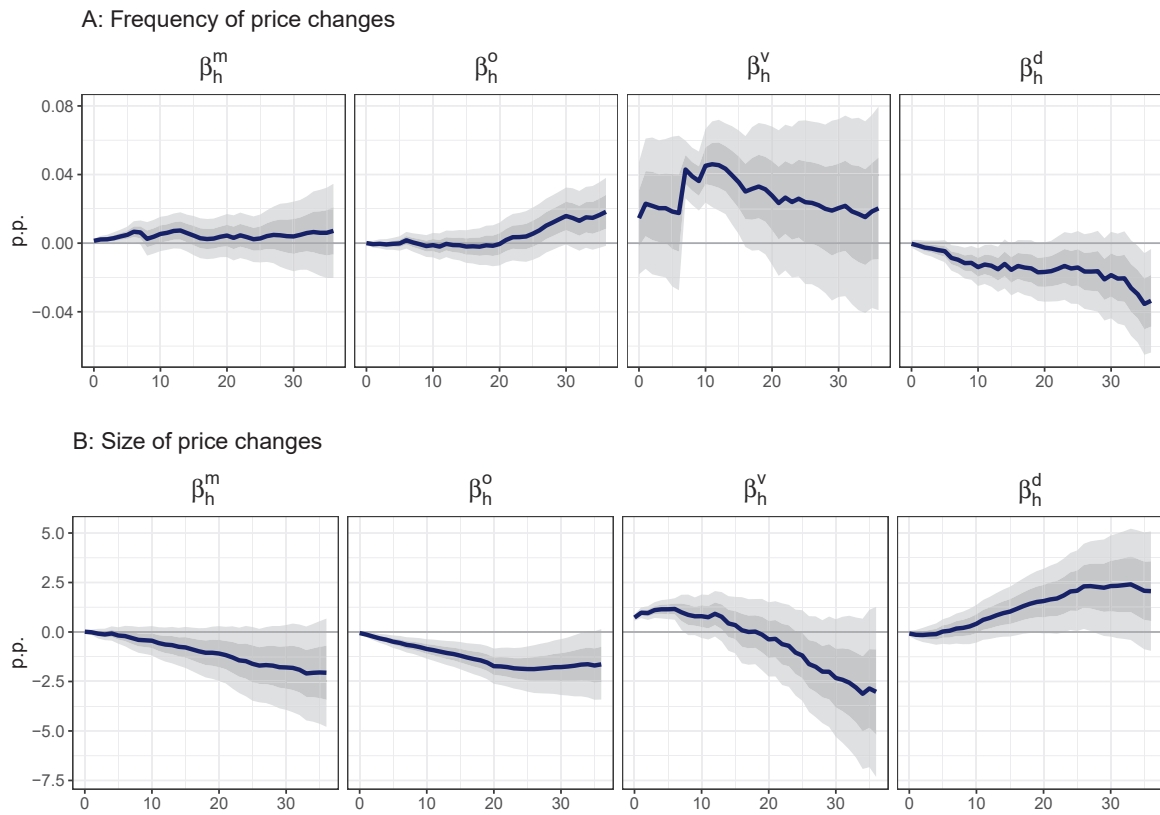 A: Frequency of price changes
β_h^m β_h^o β_h^v β_h^d
p.p.
0.08
0.04
0.00
−0.04
0 10 20 30 0 10 20 30 0 10 20 30 0 10 20 30
B: Size of price changes
β_h^m β_h^o β_h^v β_h^d
p.p.
5.0
2.5
0.0
−2.5
−5.0
−7.5
0 10 20 30 0 10 20 30 0 10 20 30 0 10 20 30